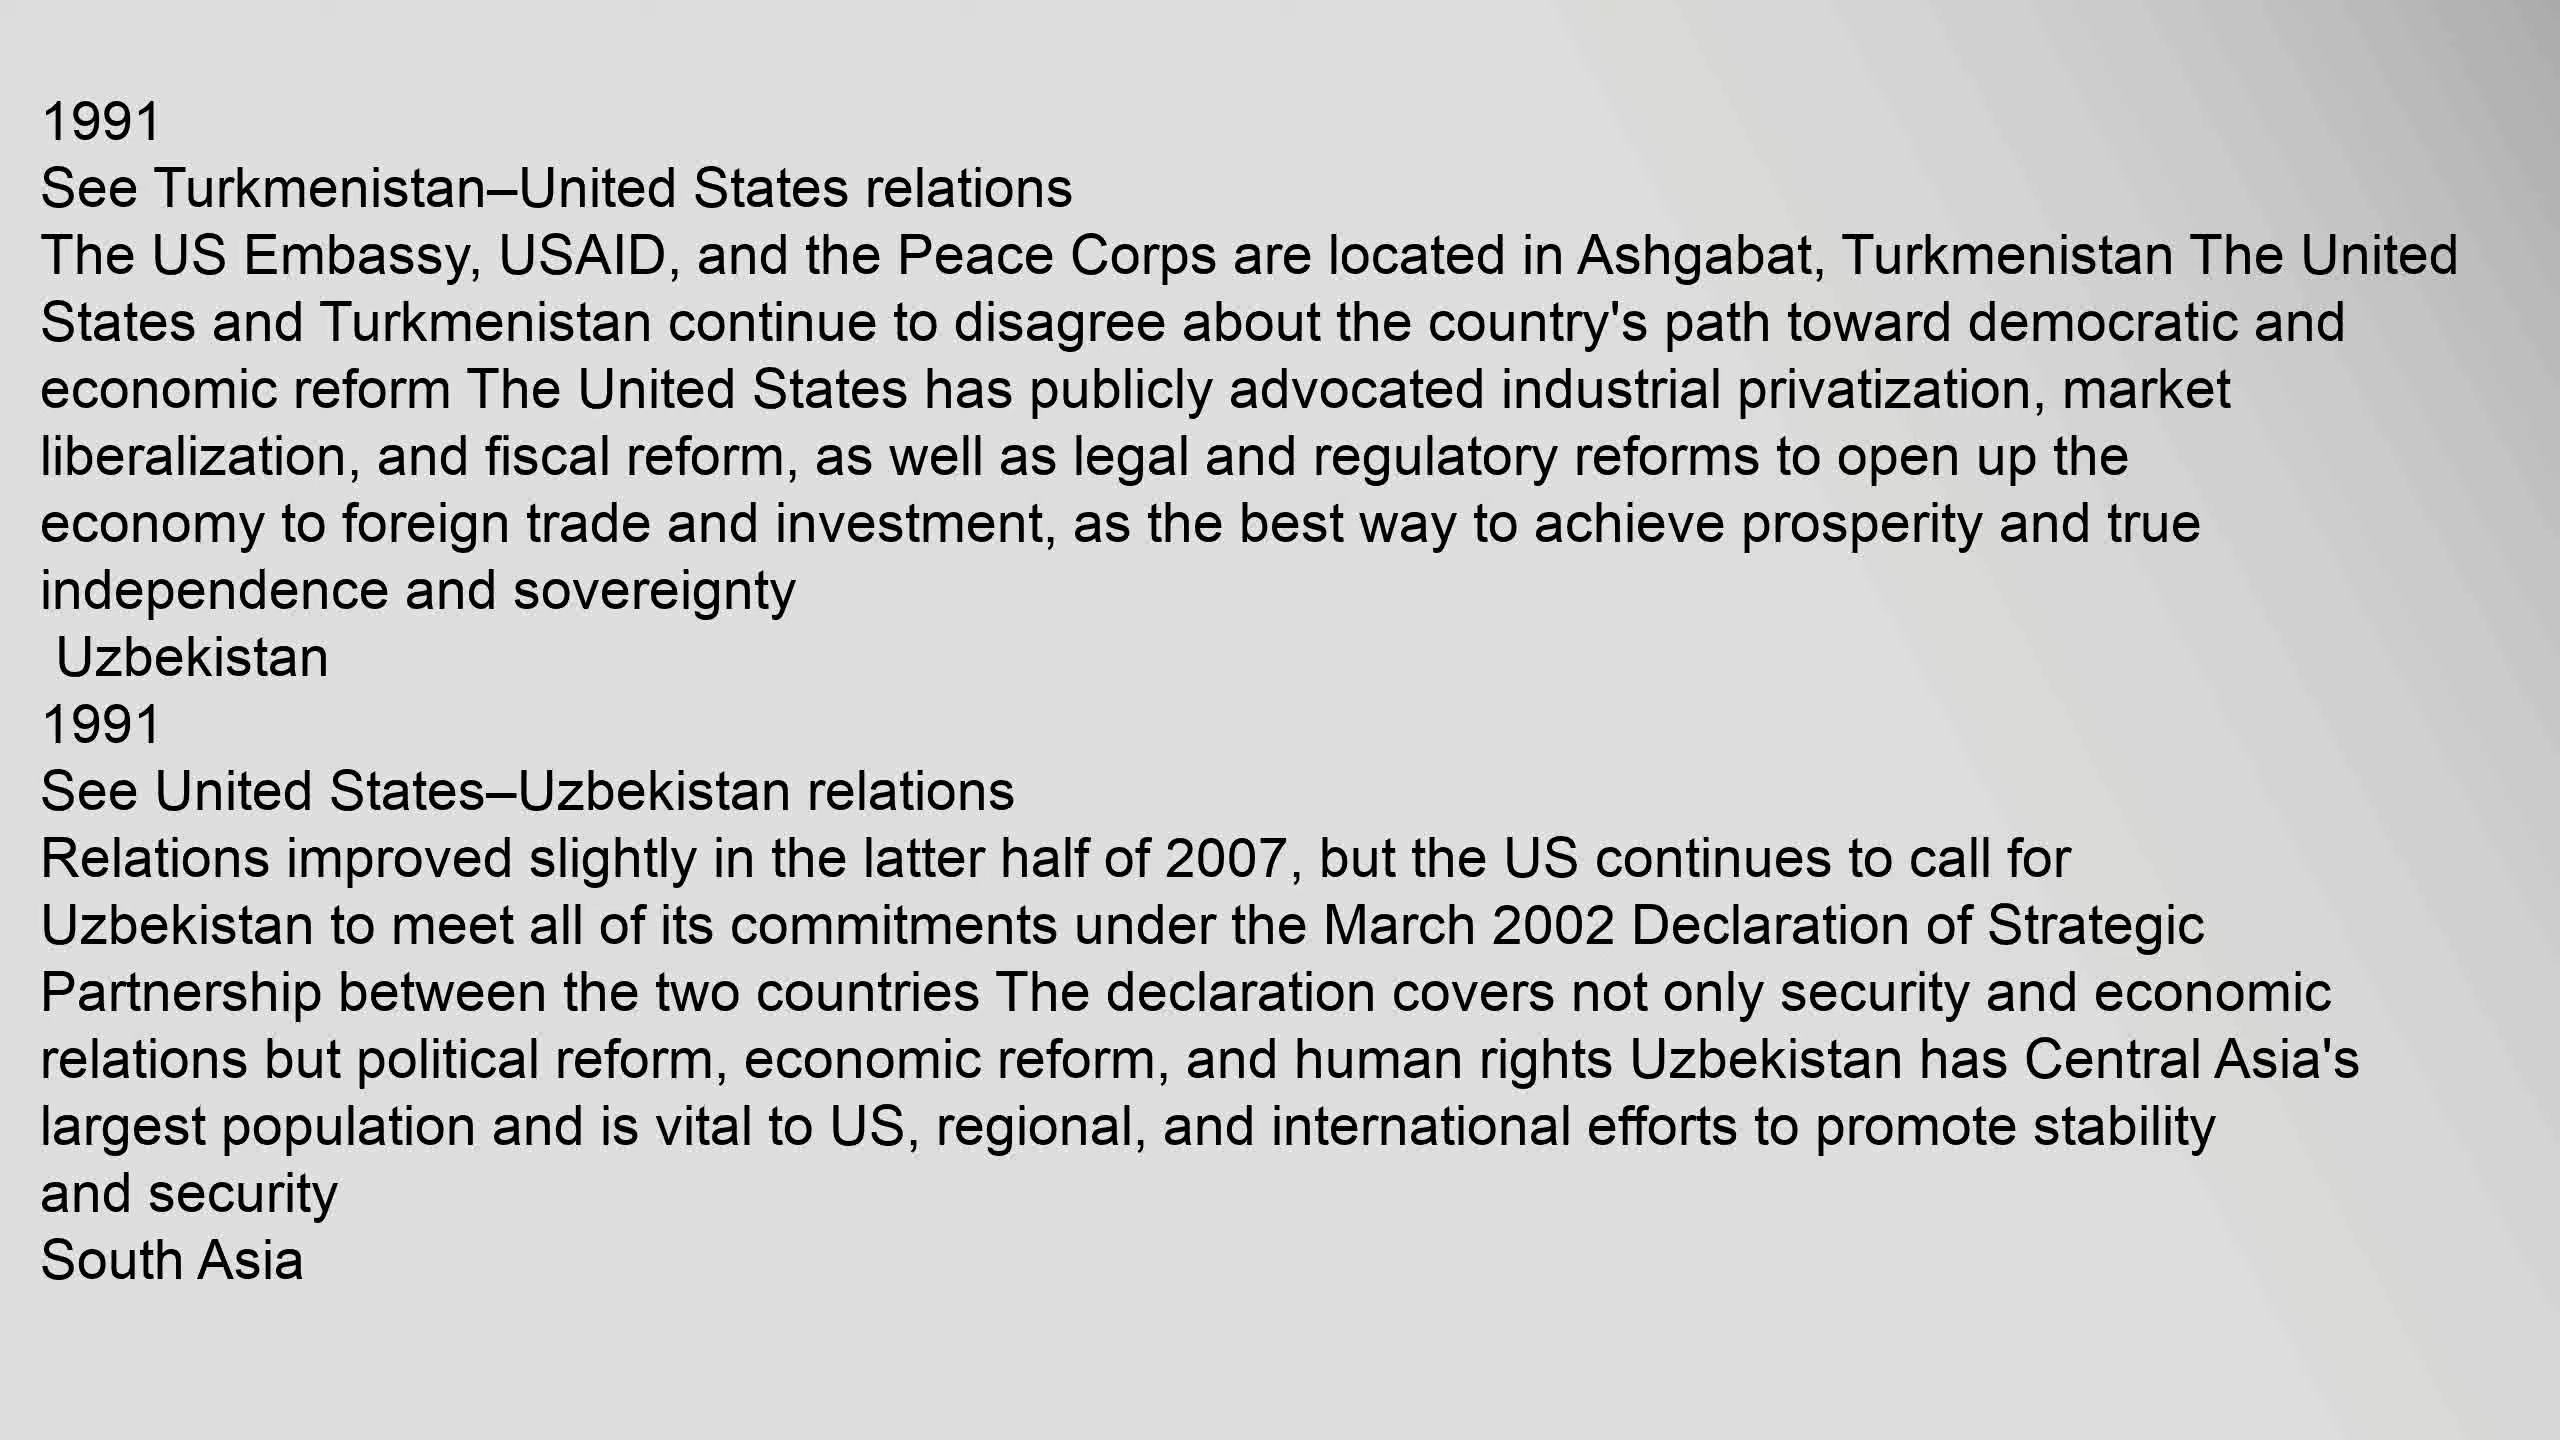 1991
See Turkmenistan–United States relations
The US Embassy, USAID, and the Peace Corps are located in Ashgabat, Turkmenistan The United
States and Turkmenistan continue to disagree about the country's path toward democratic and
economic reform The United States has publicly advocated industrial privatization, market
liberalization, and fiscal reform, as well as legal and regulatory reforms to open up the
economy to foreign trade and investment, as the best way to achieve prosperity and true
independence and sovereignty
Uzbekistan
1991
See United States–Uzbekistan relations
Relations improved slightly in the latter half of 2007, but the US continues to call for
Uzbekistan to meet all of its commitments under the March 2002 Declaration of Strategic
Partnership between the two countries The declaration covers not only security and economic
relations but political reform, economic reform, and human rights Uzbekistan has Central Asia's
largest population and is vital to US, regional, and international efforts to promote stability
and security
South Asia